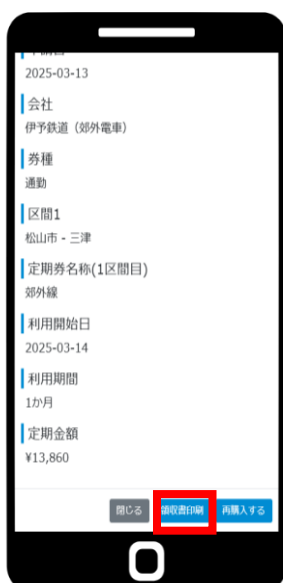 2025-03-13
会社
伊予鉄道（郊外電車）
券種
通勤
区間1
松山市 - 三津
定期券名称(1区間目)
郊外線
利用開始日
2025-03-14
利用期間
1か月
定期金額
¥13,860
閉じる 領収書印刷 再購入する